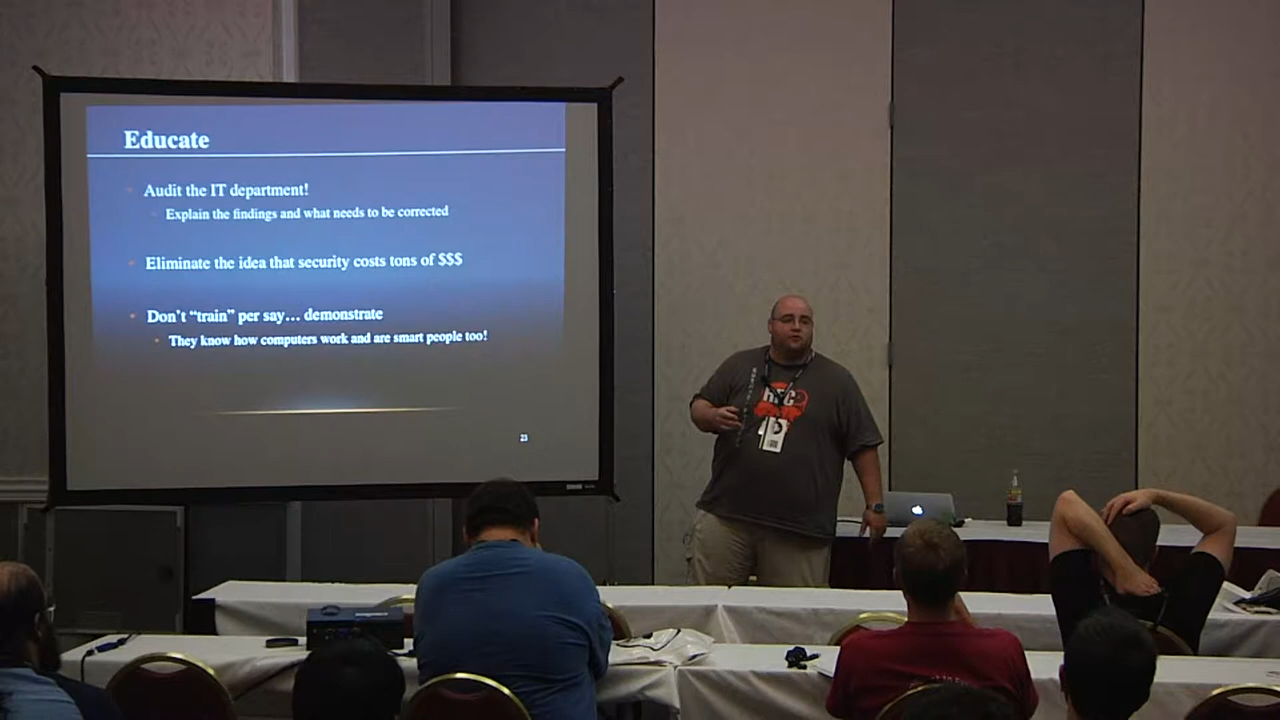 Educate
Audit the IT department!
Explain the findings and what needs to be corrected
Eliminate the idea that security costs tons of $$$
Don't “train” per say... demonstrate
They know how computers work and are smart people too!
23